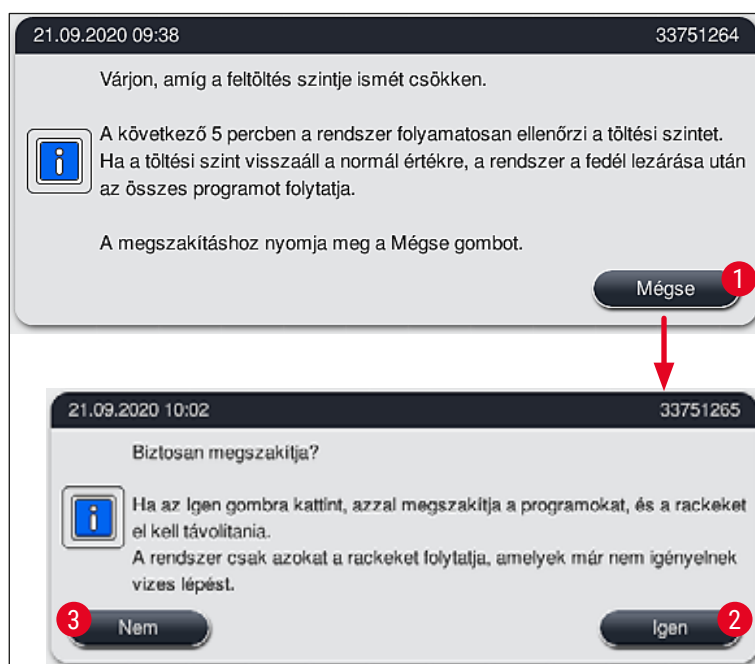 21.09.2020 09:38 33751264
Várjon, amíg a feltöltés szintje ismét csökken.
A következő 5 percben a rendszer folyamatosan ellenőrzi a töltési szintet.
Ha a töltési szint visszaáll a normál értékre, a rendszer a fedél lezárása után
az összes programot folytatja.
A megszakításhoz nyomja meg a Mégse gombot.
Mégse 1
21.09.2020 10:02 33751265
Biztosan megszakítja?
Ha az Igen gombra kattint, azzal megszakítja a programokat, és a rackeket
el kell távolítania.
A rendszer csak azokat a rackeket folytatja, amelyek már nem igényelnek
vizes lépést.
3 Nem Igen 2